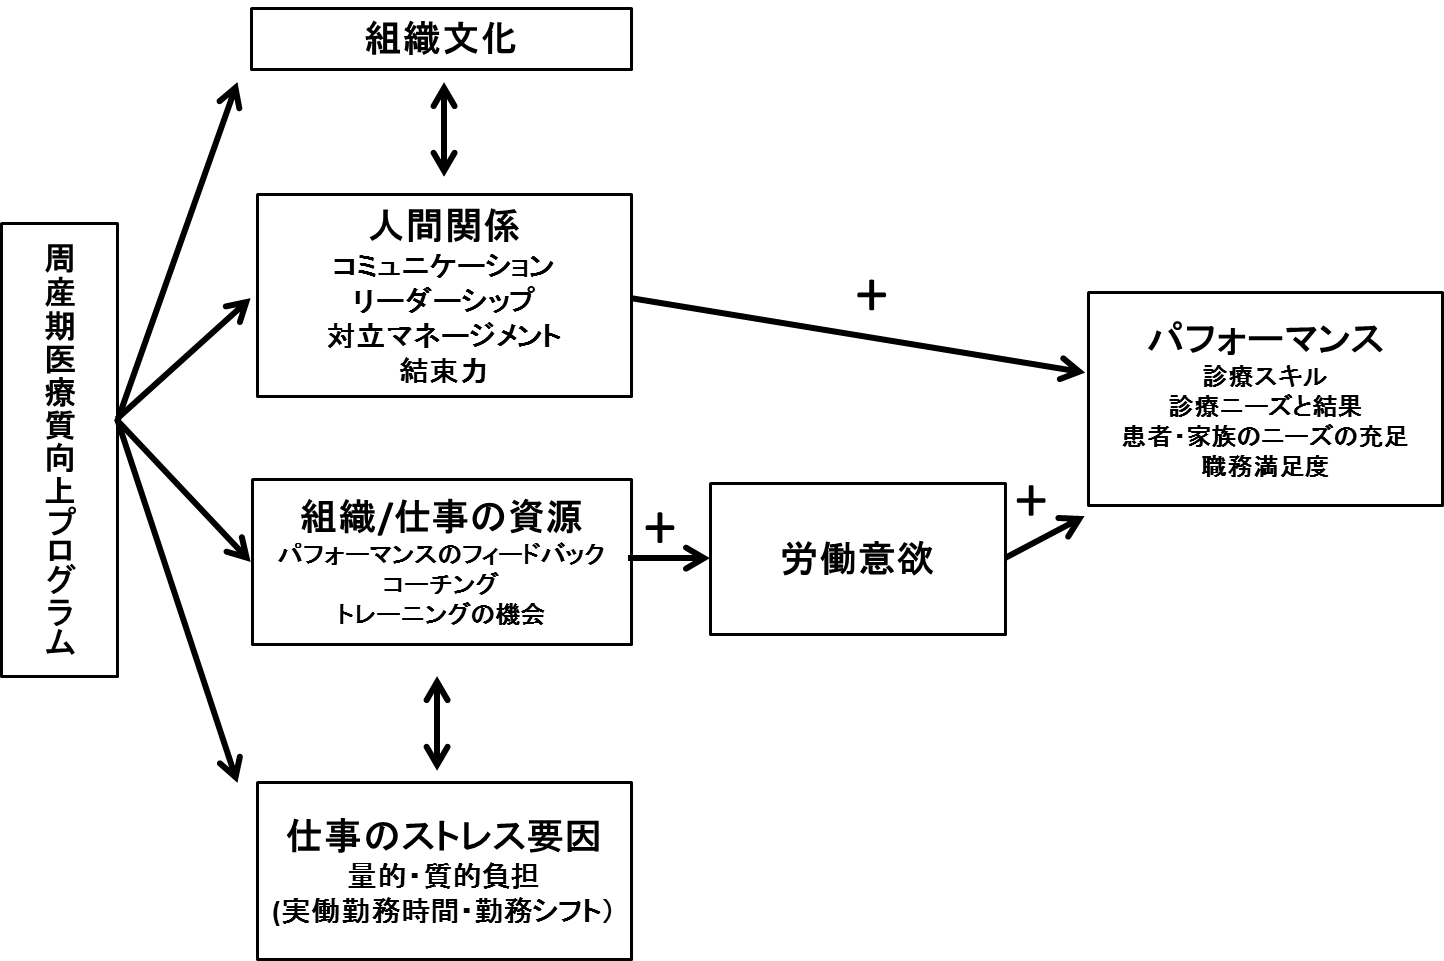 組織文化
周産期医療質向上プログラム
人間関係
コミュニケーション
リーダーシップ
対立マネージメント
結束力
+
パフォーマンス
診療スキル
診療ニーズと結果
患者・家族のニーズの充足
職務満足度
組織/仕事の資源
パフォーマンスのフィードバック
コーチング
トレーニングの機会
+
労働意欲
+
仕事のストレス要因
量的・質的負担
(実働勤務時間・勤務シフト）